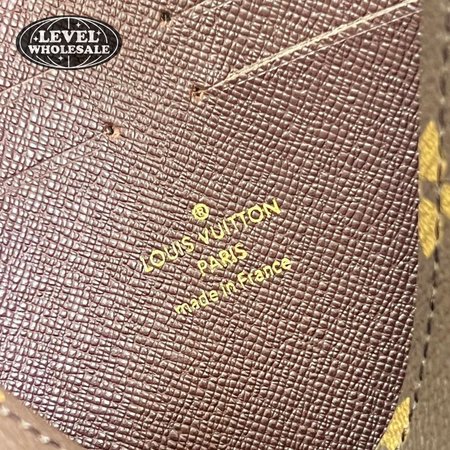 LEVEL
WHOLESALE
®
LOUIS VUITTON
PARIS
made in France